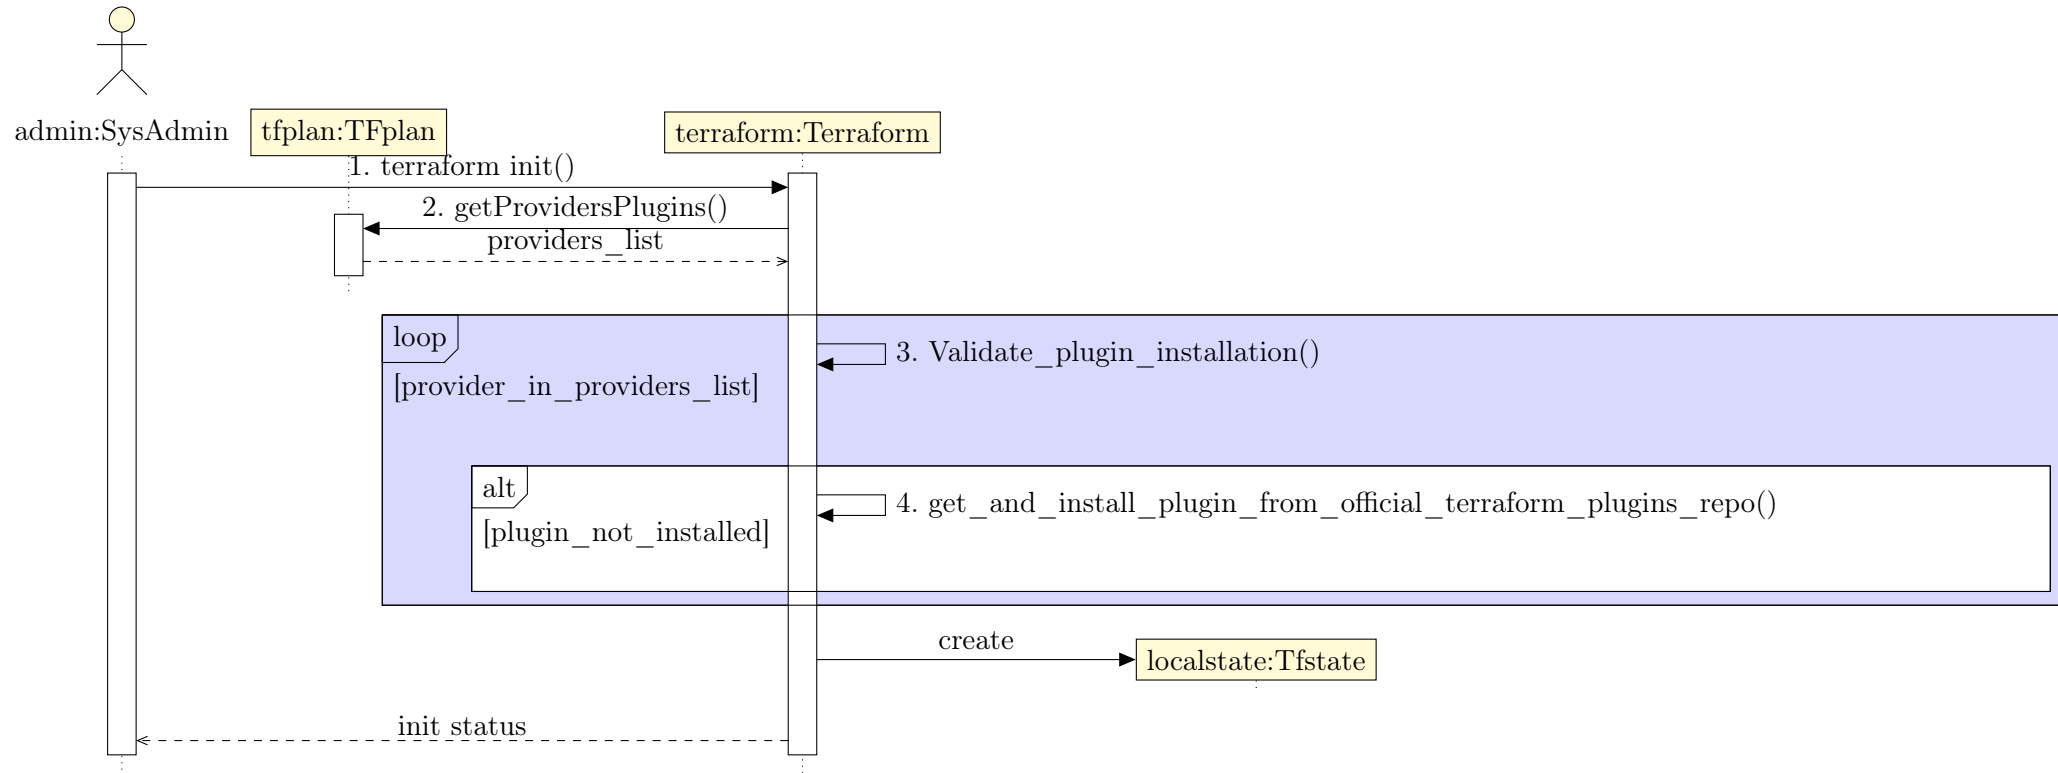 admin:SysAdmin
tfplan:TFplan
terraform:Terraform
1. terraform init()
2. getProvidersPlugins()
providers_list
loop
3. Validate_plugin_installation()
[provider_in_providers_list]
alt
4. get_and_install_plugin_from_official_terraform_plugins_repo()
[plugin_not_installed]
create
localstate:Tfstate
init status